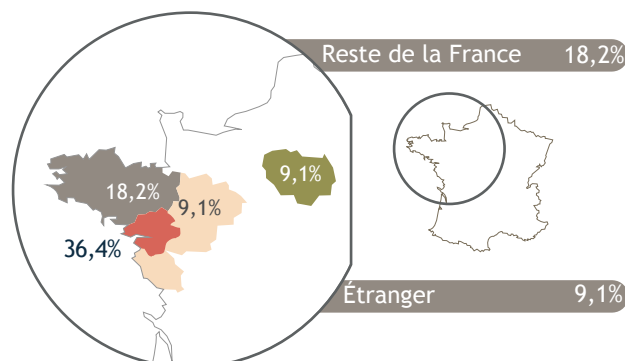 Reste de la France 18,2%
9,1%
18,2%
9,1%
36,4%
Étranger 9,1%